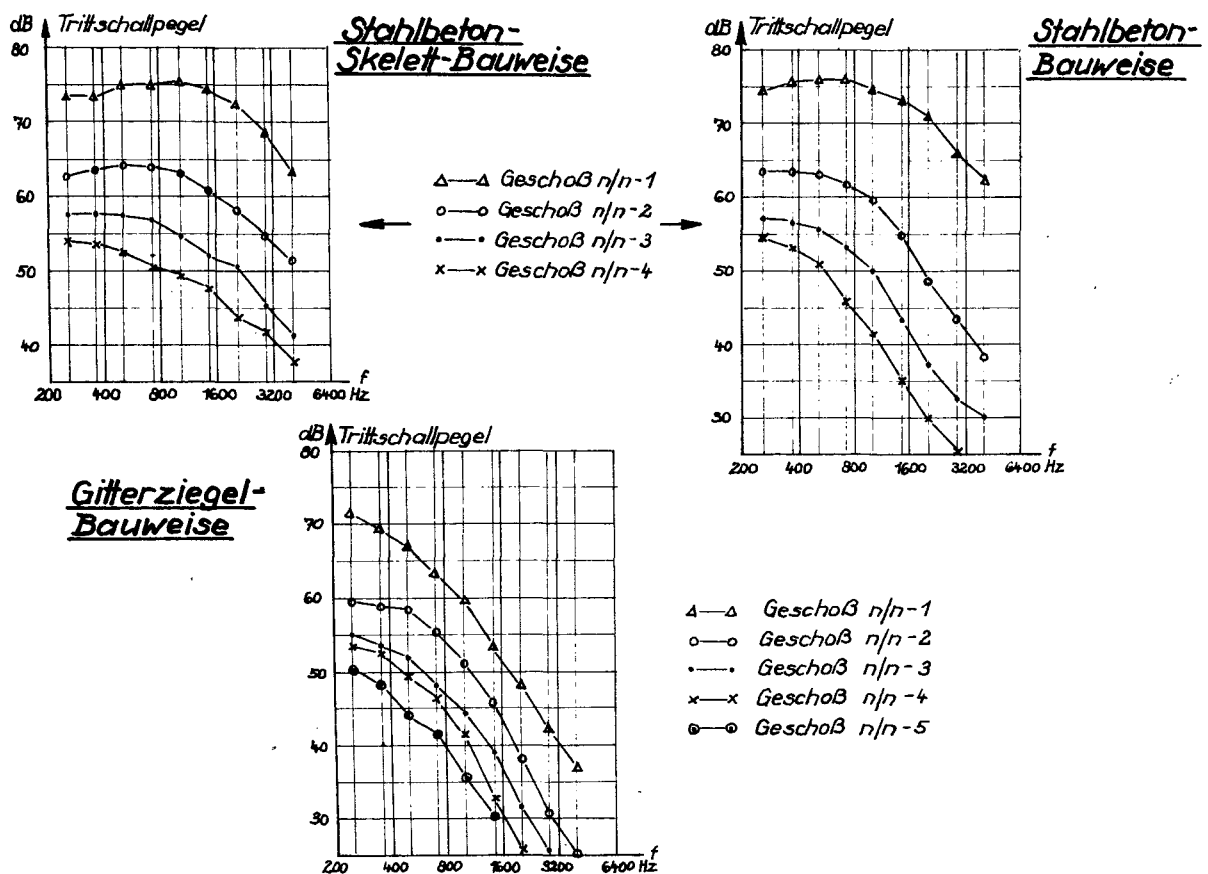 dB Trittschallpegel
Stahlbeton-
Skelett-Bauweise
80
70
60
50
40
200 400 800 1600 3200 6400 Hz
f
Geschoß n/n-1
Geschoß n/n-2
Geschoß n/n-3
Geschoß n/n-4
dB Trittschallpegel
Stahlbeton-
Bauweise
80
70
60
50
40
30
200 400 800 1600 3200 6400 Hz
f
Gitterziegel-
Bauweise
dB Trittschallpegel
80
70
60
50
40
30
200 400 800 1600 3200 6400 Hz
f
Geschoß n/n-1
Geschoß n/n-2
Geschoß n/n-3
Geschoß n/n-4
Geschoß n/n-5